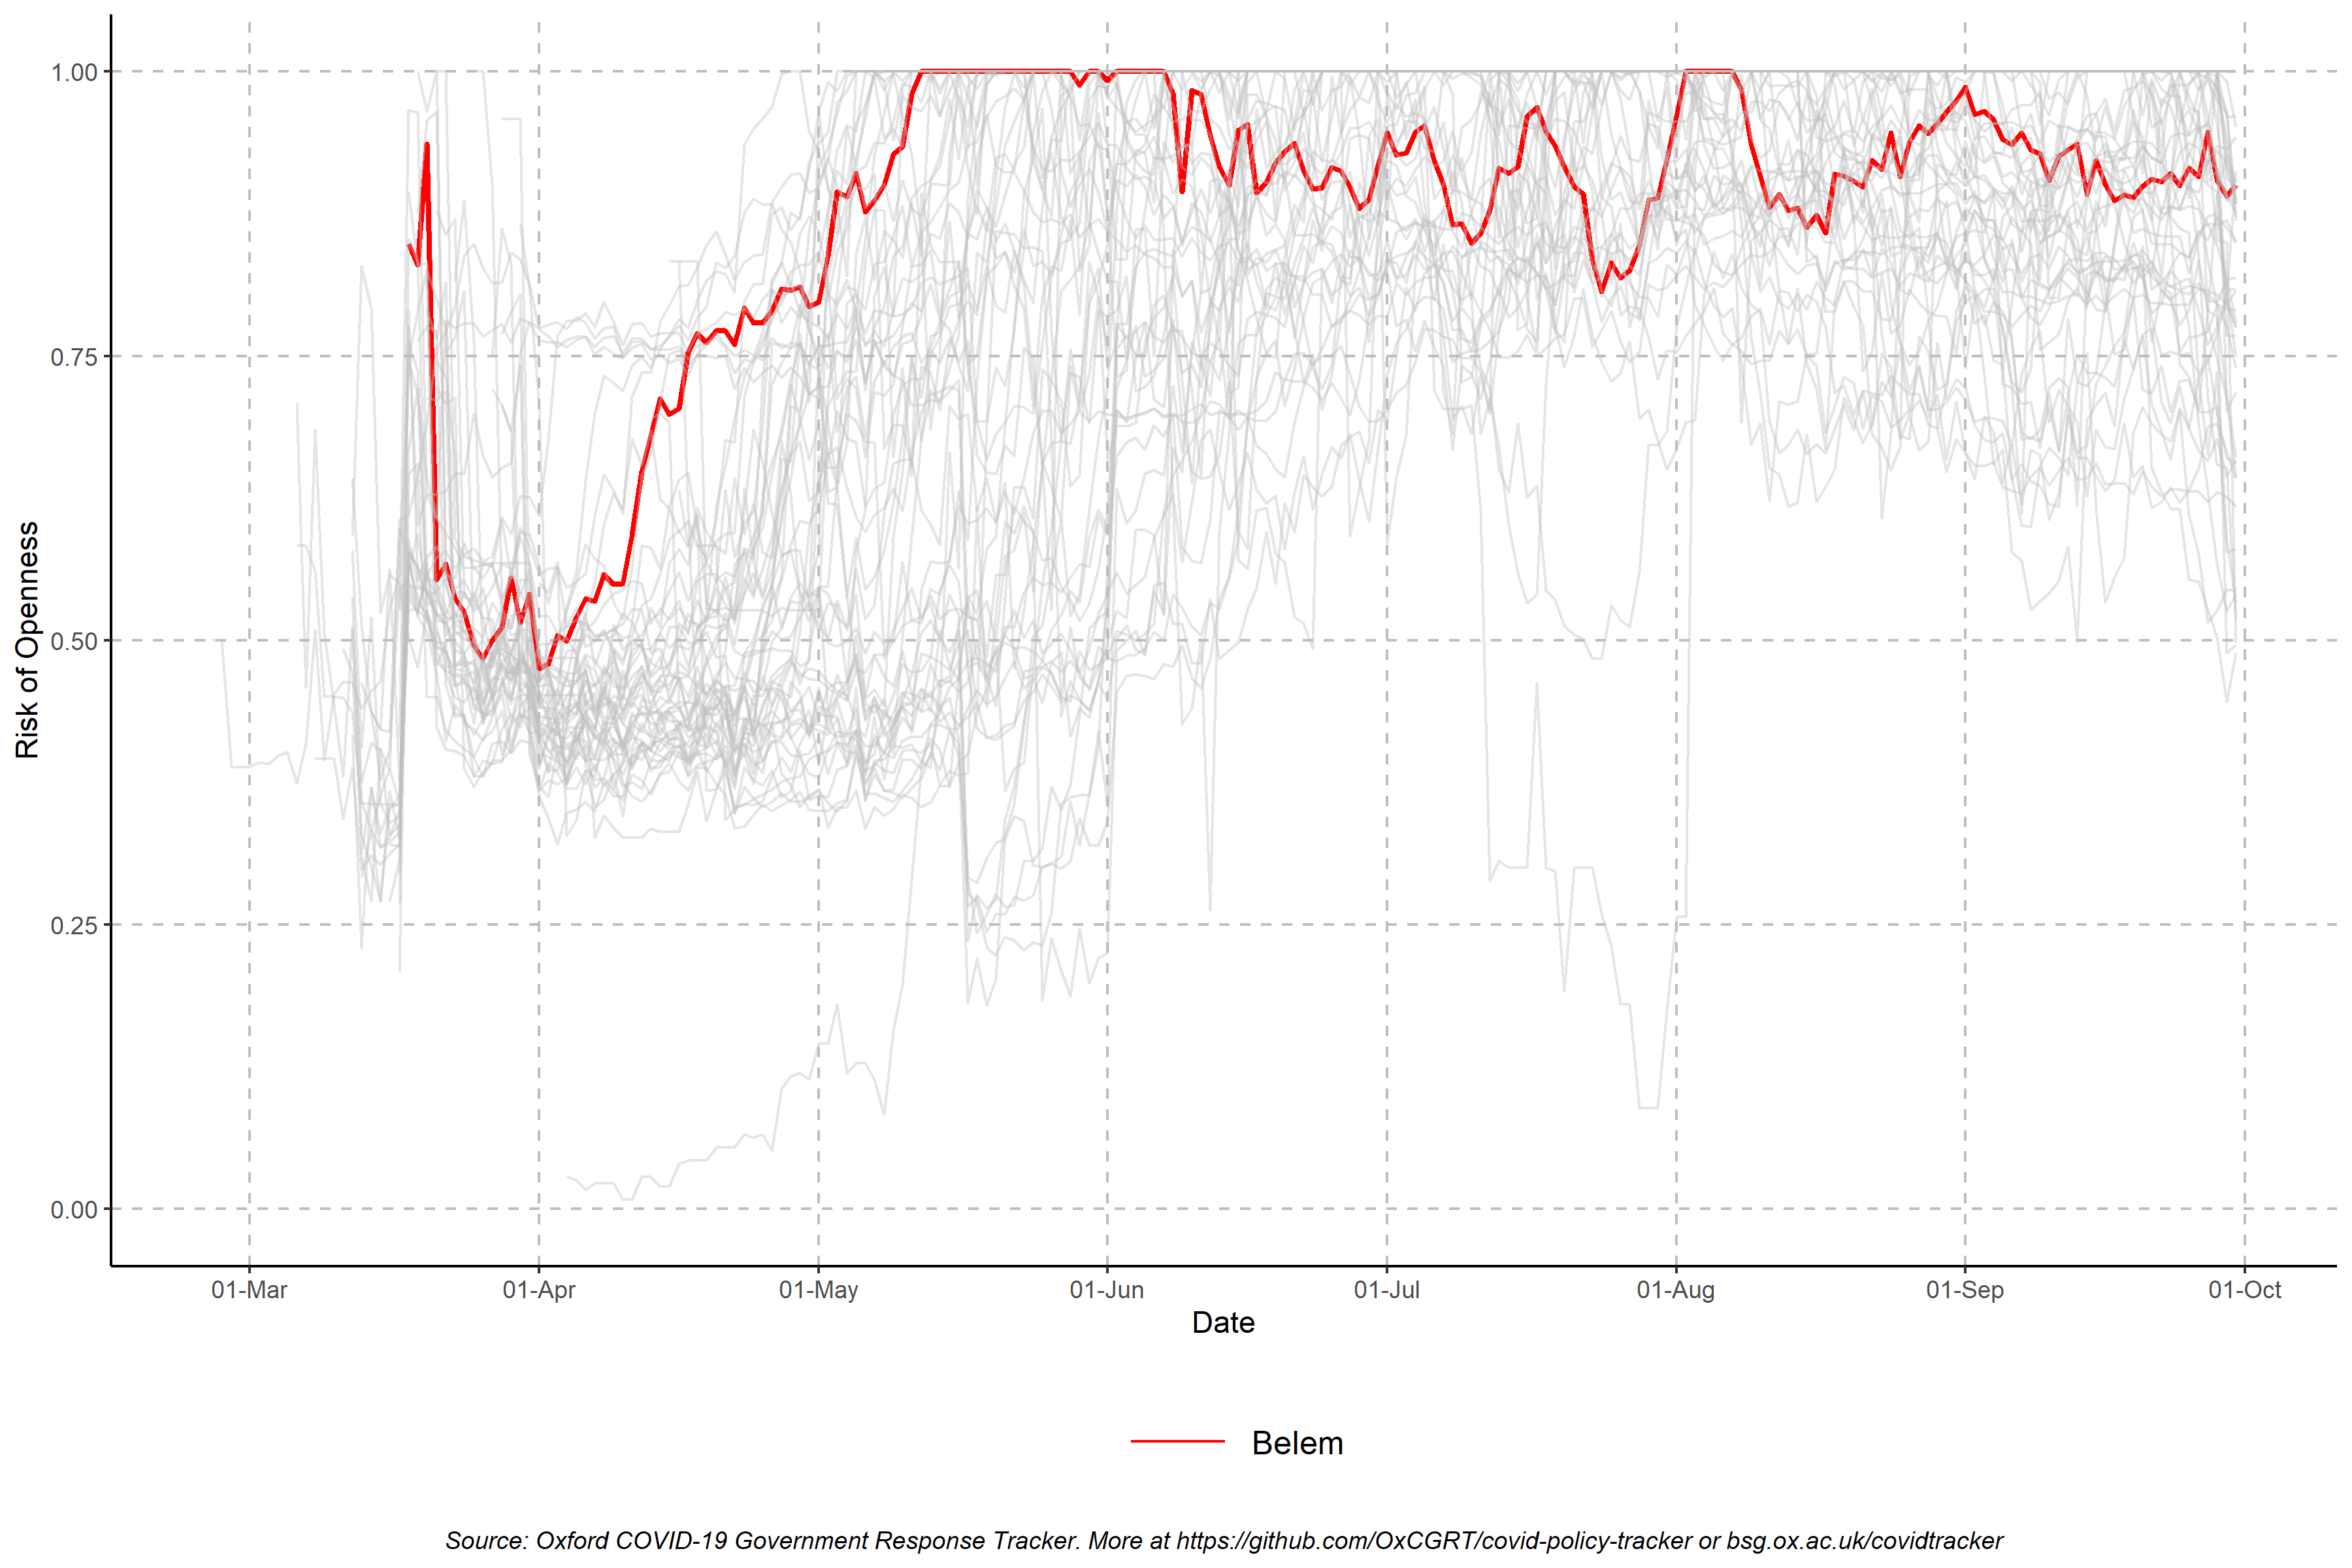 1.00
0.75
0.50
0.25
0.00
Risk of Openness
01-Mar 01-Apr 01-May 01-Jun 01-Jul 01-Aug 01-Sep 01-Oct
Date
Belem
Source: Oxford COVID-19 Government Response Tracker. More at https://github.com/OxCGRT/covid-policy-tracker or bsg.ox.ac.uk/covidtracker